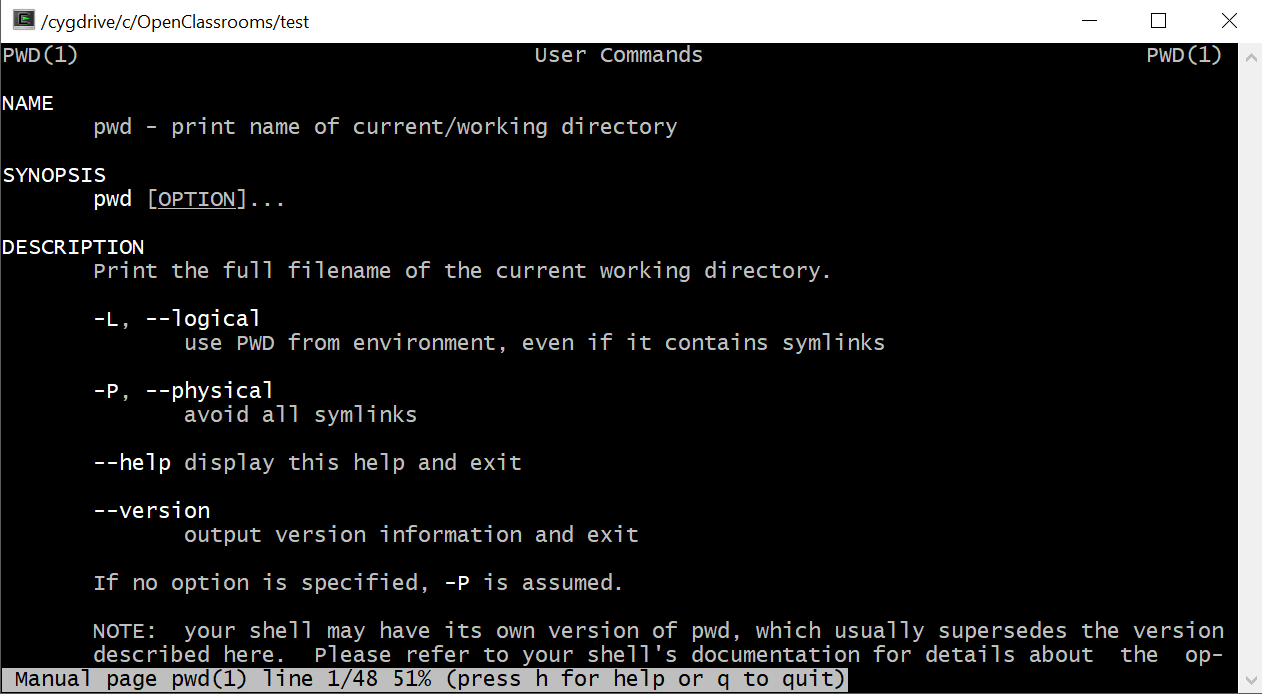 /cygdrive/c/OpenClassrooms/test
PWD(1) User Commands PWD(1)
NAME
pwd - print name of current/working directory
SYNOPSIS
pwd [OPTION]...
DESCRIPTION
Print the full filename of the current working directory.
-L, --logical
use PWD from environment, even if it contains symlinks
-P, --physical
avoid all symlinks
--help display this help and exit
--version
output version information and exit
If no option is specified, -P is assumed.
NOTE:  your shell may have its own version of pwd, which usually supersedes the version
described here.  Please refer to your shell's documentation for details about  the  op-
Manual page pwd(1) line 1/48 51% (press h for help or q to quit)